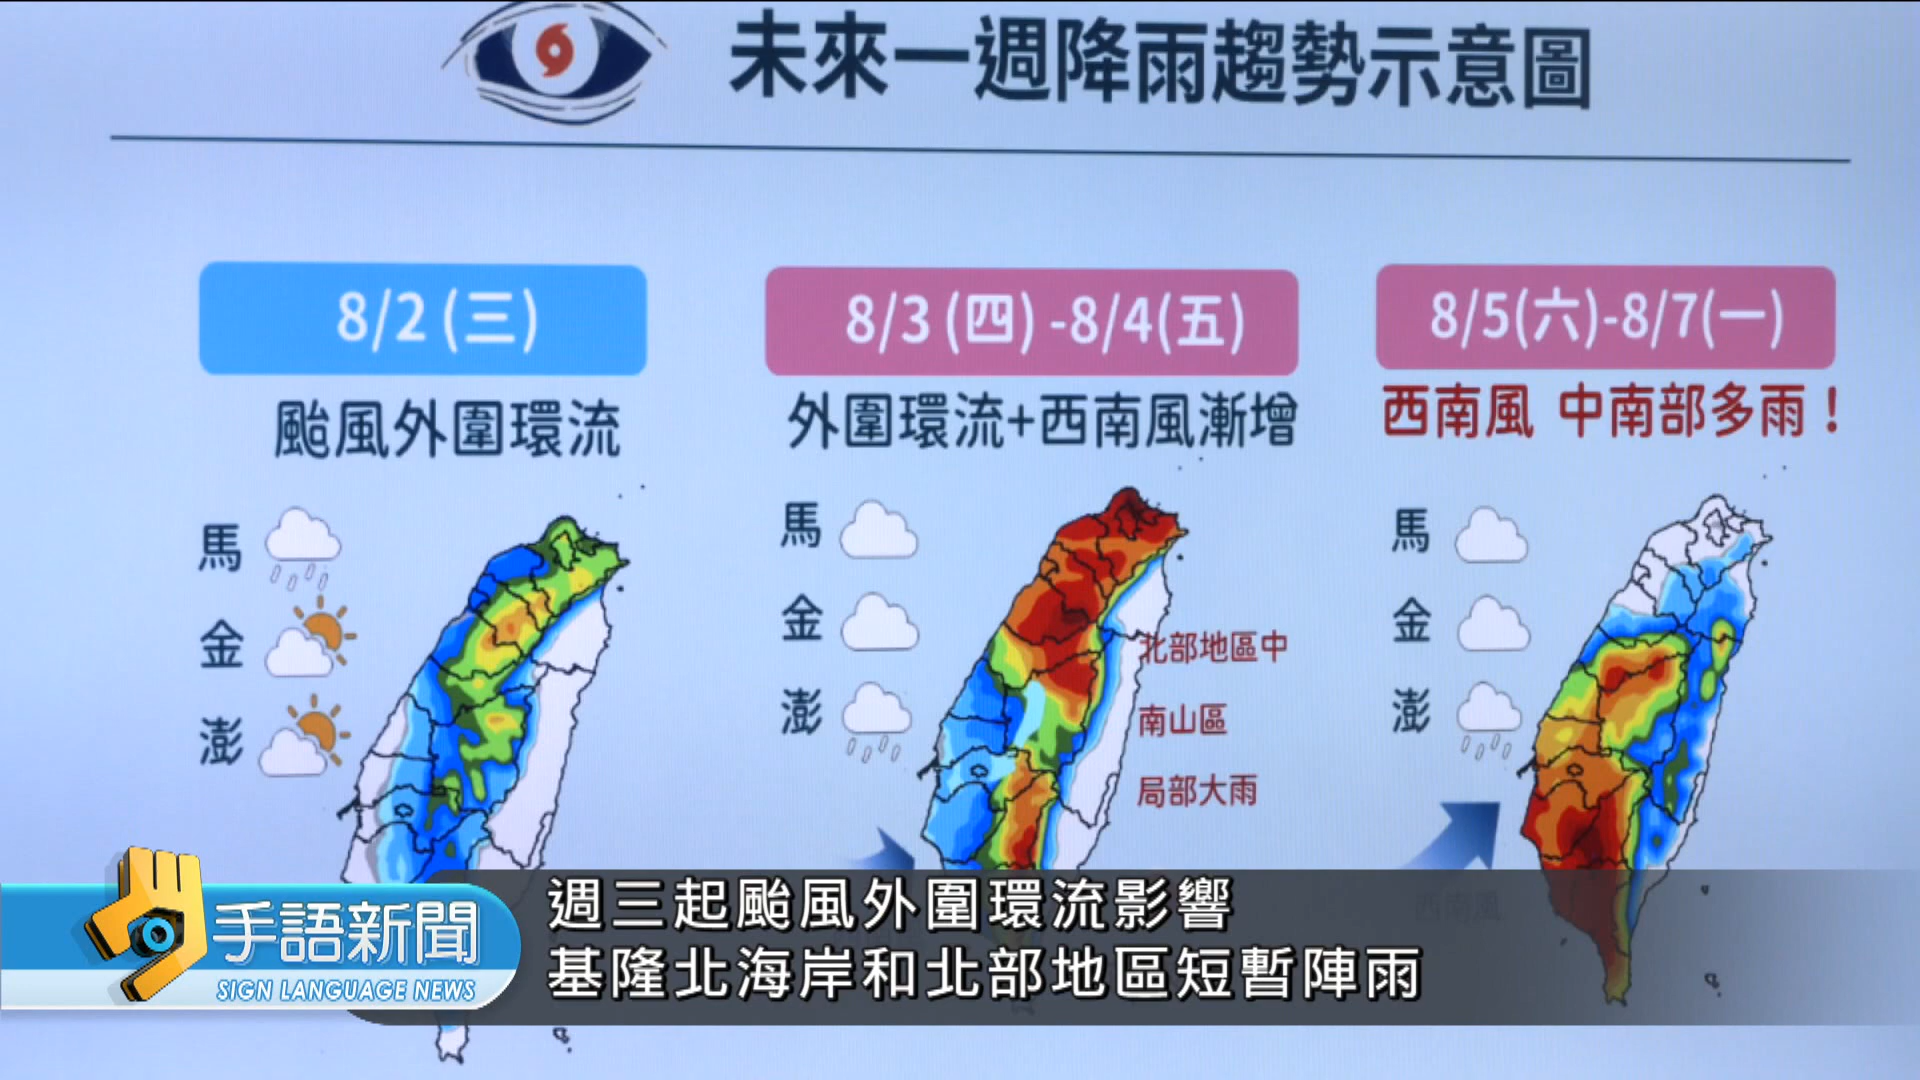 未來一週降雨趨勢示意圖
8/2 (三)
颱風外圍環流
馬
金
澎
8/3 (四) -8/4(五)
外圍環流+西南風漸增
馬
金
澎
北部地區中
南山區
局部大雨
8/5(六)-8/7(一)
西南風 中南部多雨！
馬
金
澎
西南風
手語新聞
SIGN LANGUAGE NEWS
週三起颱風外圍環流影響
基隆北海岸和北部地區短暫陣雨